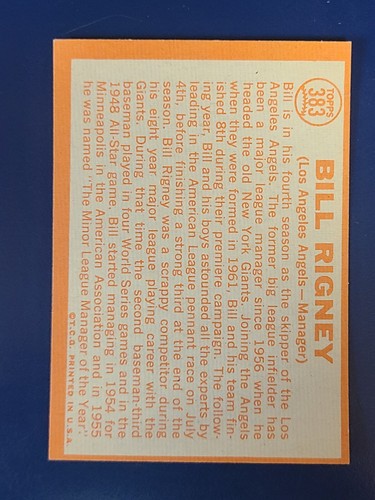 TOPPS
383
BILL RIGNEY
(Los Angeles Angels—Manager)
Bill is in his fourth season as the skipper of the Los
Angeles Angels. The former big league infielder has
been a major league manager since 1956 when he
headed the old New York Giants. Joining the Angels
when they were formed in 1961, Bill and his team fin-
ished 8th during their premiere campaign. The follow-
ing year, Bill and his boys astounded all the experts by
leading in the American League pennant race on July
4th, before finishing a strong third at the end of the
season. Bill Rigney was a scrappy competitor during
his eight year major league playing career with the
Giants. During that time the second baseman-third
baseman played in four World Series games and in the
1948 All-Star game. Bill started managing in 1954 for
Minneapolis in the American Association and in 1955
he was named "The Minor League Manager of the Year."
©T.C.G. PRINTED IN U.S.A.